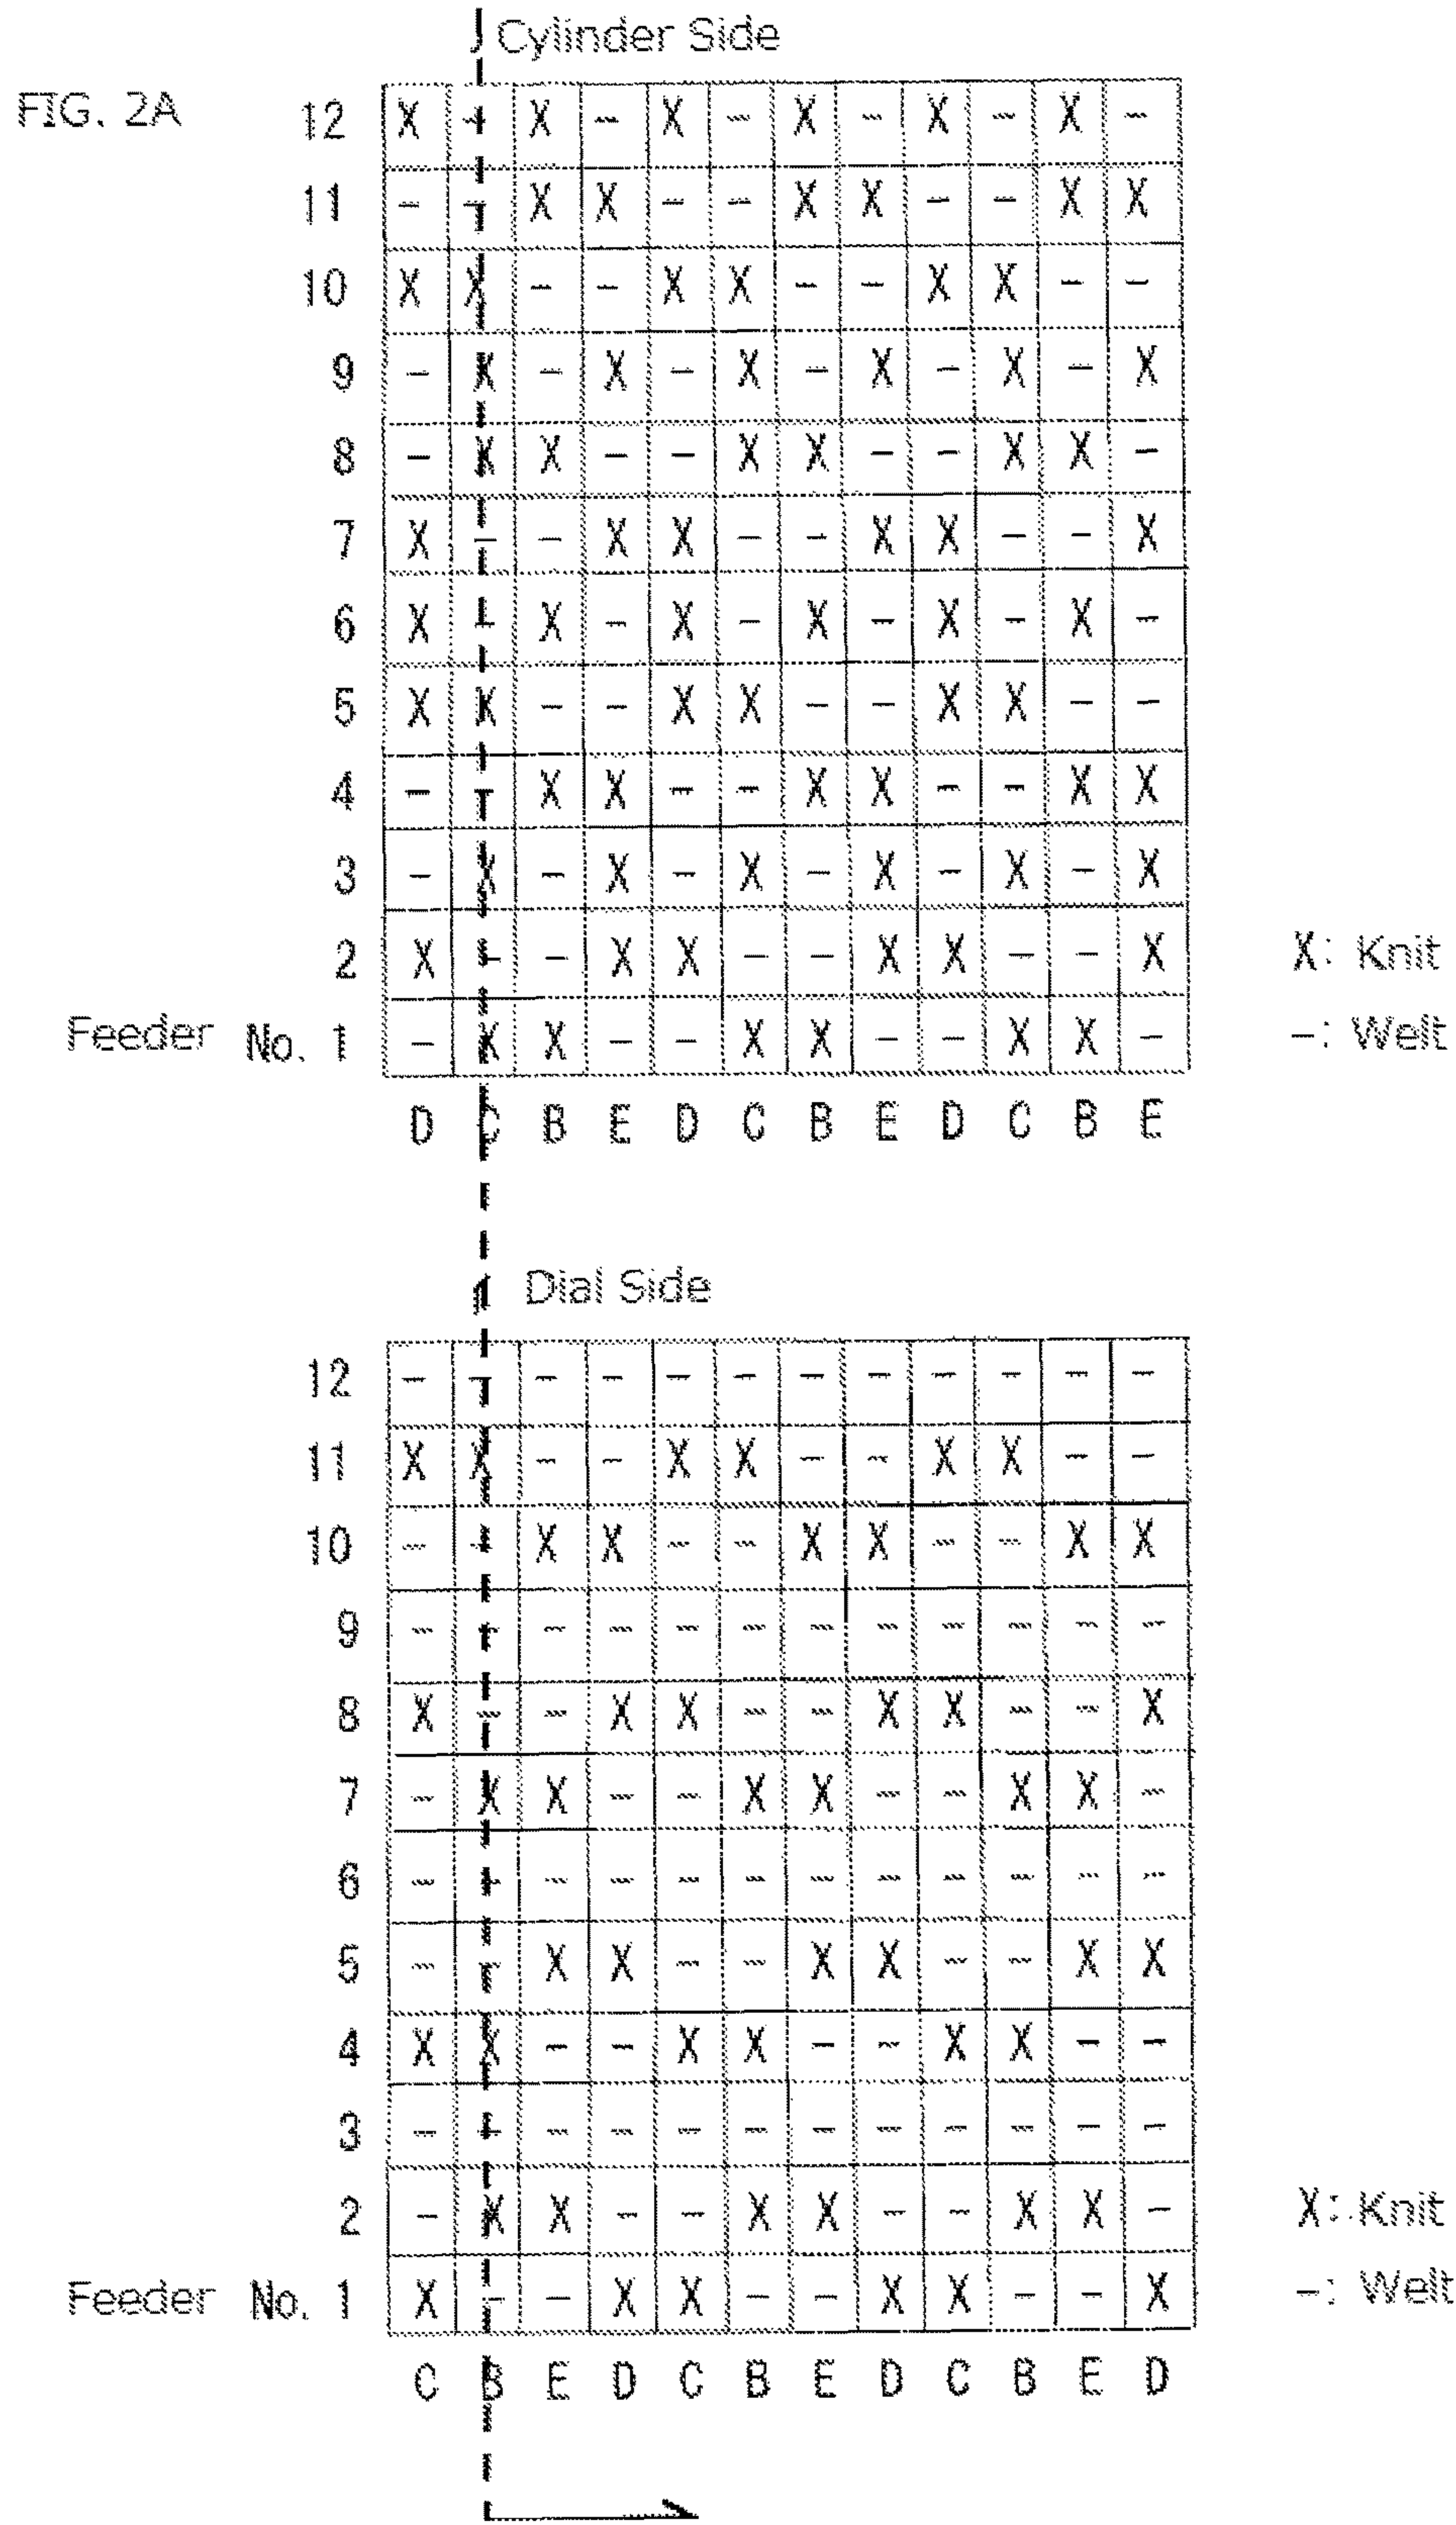 Cylinder Side
FIG. 2A
12 X - X - X - X - X - X -
11 - - X X - - X X - - X X
10 X X - - X X - - X X - -
9 - X - X - X - X - X - X
8 - X X - - X X - - X X -
7 X - - X X - - X X - - X
6 X - X - X - X - X - X -
5 X X - - X X - - X X - -
4 - - X X - - X X - - X X
3 - X - X - X - X - X - X
2 X - - X X - - X X - - X
X: Knit
Feeder No. 1 - X X - - X X - - X X -
-: Welt
D C B E D C B E D C B E
Dial Side
12 - - - - - - - - - - - -
11 X X - - X X - - X X - -
10 - - X X - - X X - - X X
9 - - - - - - - - - - - -
8 X - - X X - - X X - - X
7 - X X - - X X - - X X -
6 - - - - - - - - - - - -
5 - - X X - - X X - - X X
4 X X - - X X - - X X - -
3 - - - - - - - - - - - -
2 - X X - - X X - - X X -
X: Knit
Feeder No. 1 X - - X X - - X X - - X
-: Welt
C B E D C B E D C B E D